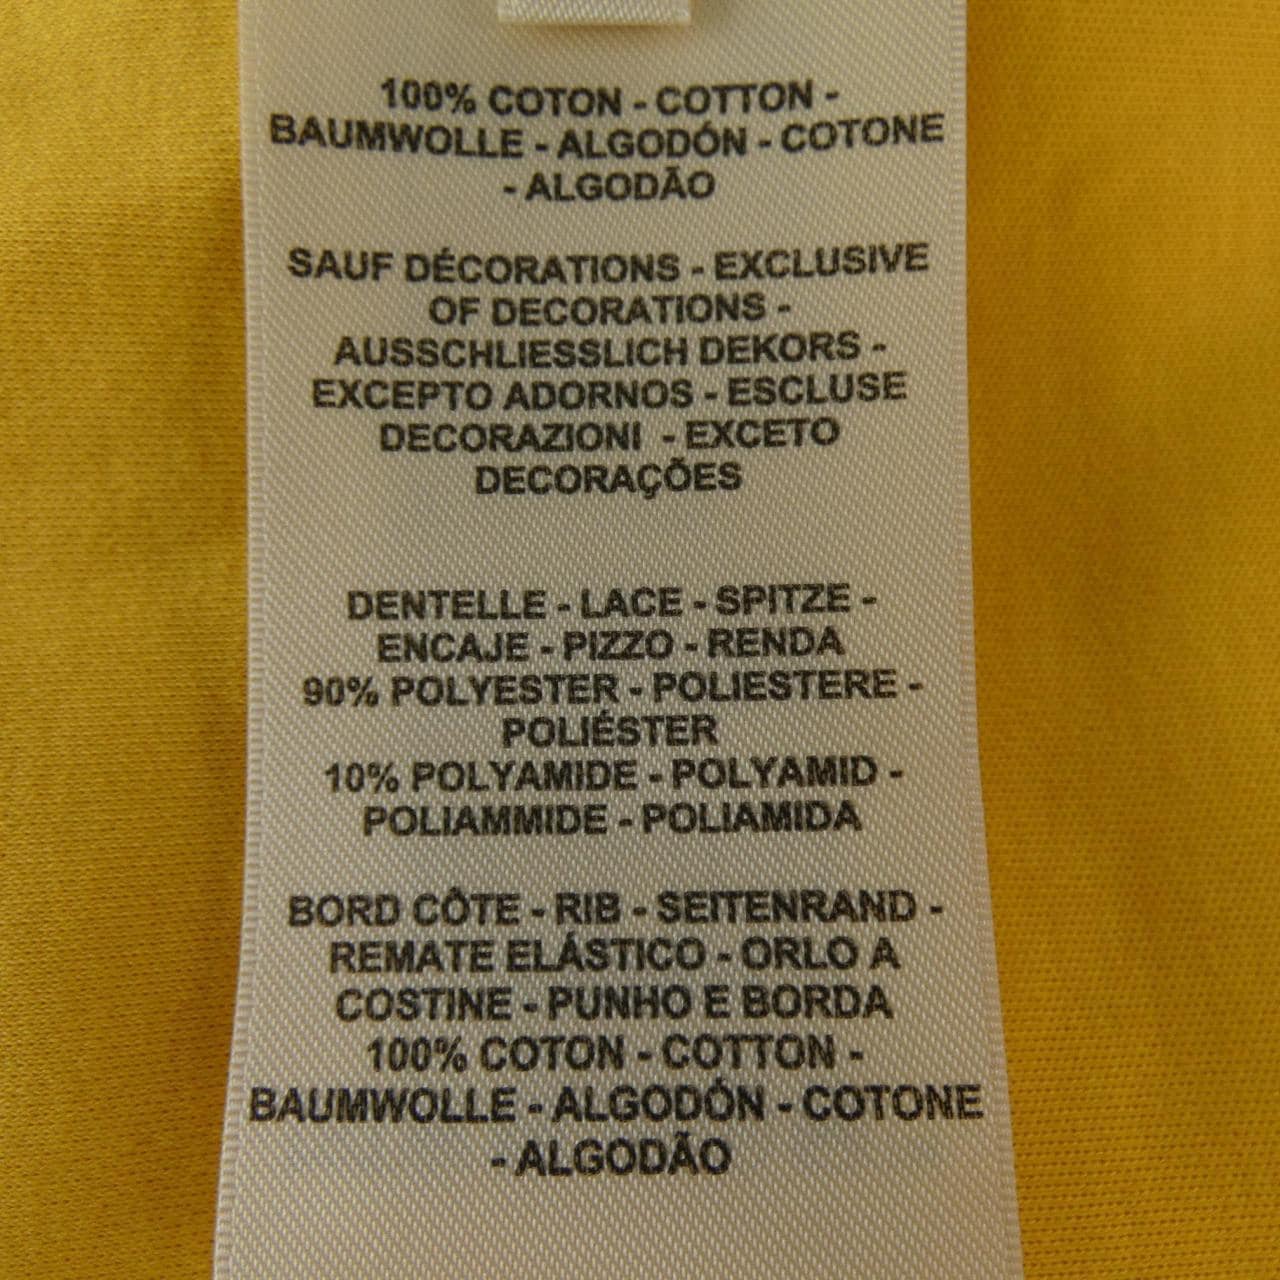 100% COTON - COTTON -
BAUMWOLLE - ALGODÓN - COTONE
- ALGODÃO
SAUF DÉCORATIONS - EXCLUSIVE
OF DECORATIONS -
AUSSCHLIESSLICH DEKORS -
EXCEPTO ADORNOS - ESCLUSE
DECORAZIONI - EXCETO
DECORAÇÕES
DENTELLE - LACE - SPITZE -
ENCAJE - PIZZO - RENDA
90% POLYESTER - POLIESTERE -
POLIÉSTER
10% POLYAMIDE - POLYAMID -
POLIAMMIDE - POLIAMIDA
BORD CÔTE - RIB - SEITENRAND -
REMATE ELÁSTICO - ORLO A
COSTINE - PUNHO E BORDA
100% COTON - COTTON -
BAUMWOLLE - ALGODÓN - COTONE
- ALGODÃO